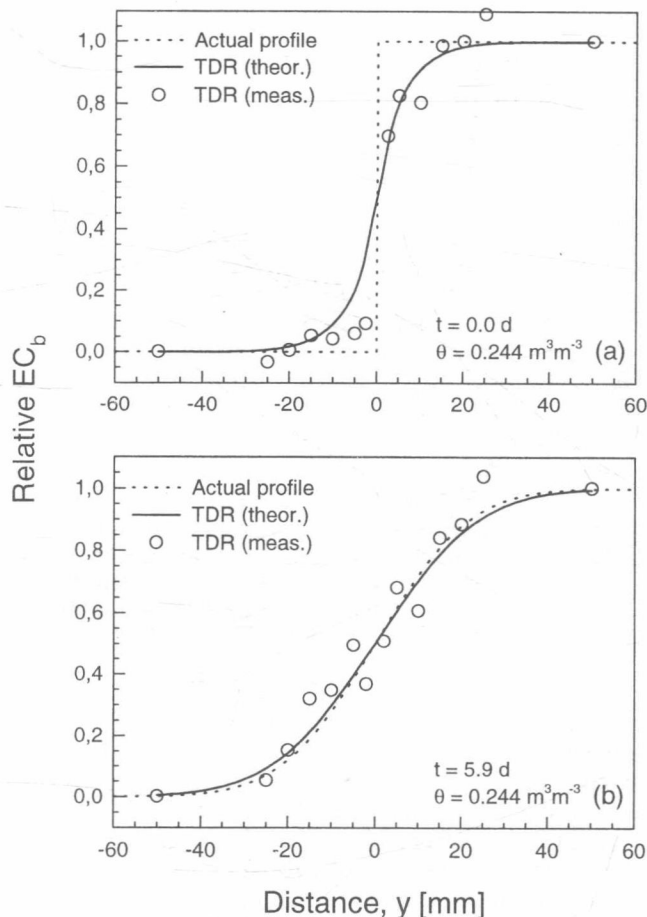 Relative EC_b
Actual profile
TDR (theor.)
TDR (meas.)
1,0
0,8
0,6
0,4
0,2
0,0
t = 0.0 d
θ = 0.244 m³m⁻³ (a)
-60 -40 -20 0 20 40 60
Actual profile
TDR (theor.)
TDR (meas.)
1,0
0,8
0,6
0,4
0,2
0,0
t = 5.9 d
θ = 0.244 m³m⁻³ (b)
-60 -40 -20 0 20 40 60
Distance, y [mm]